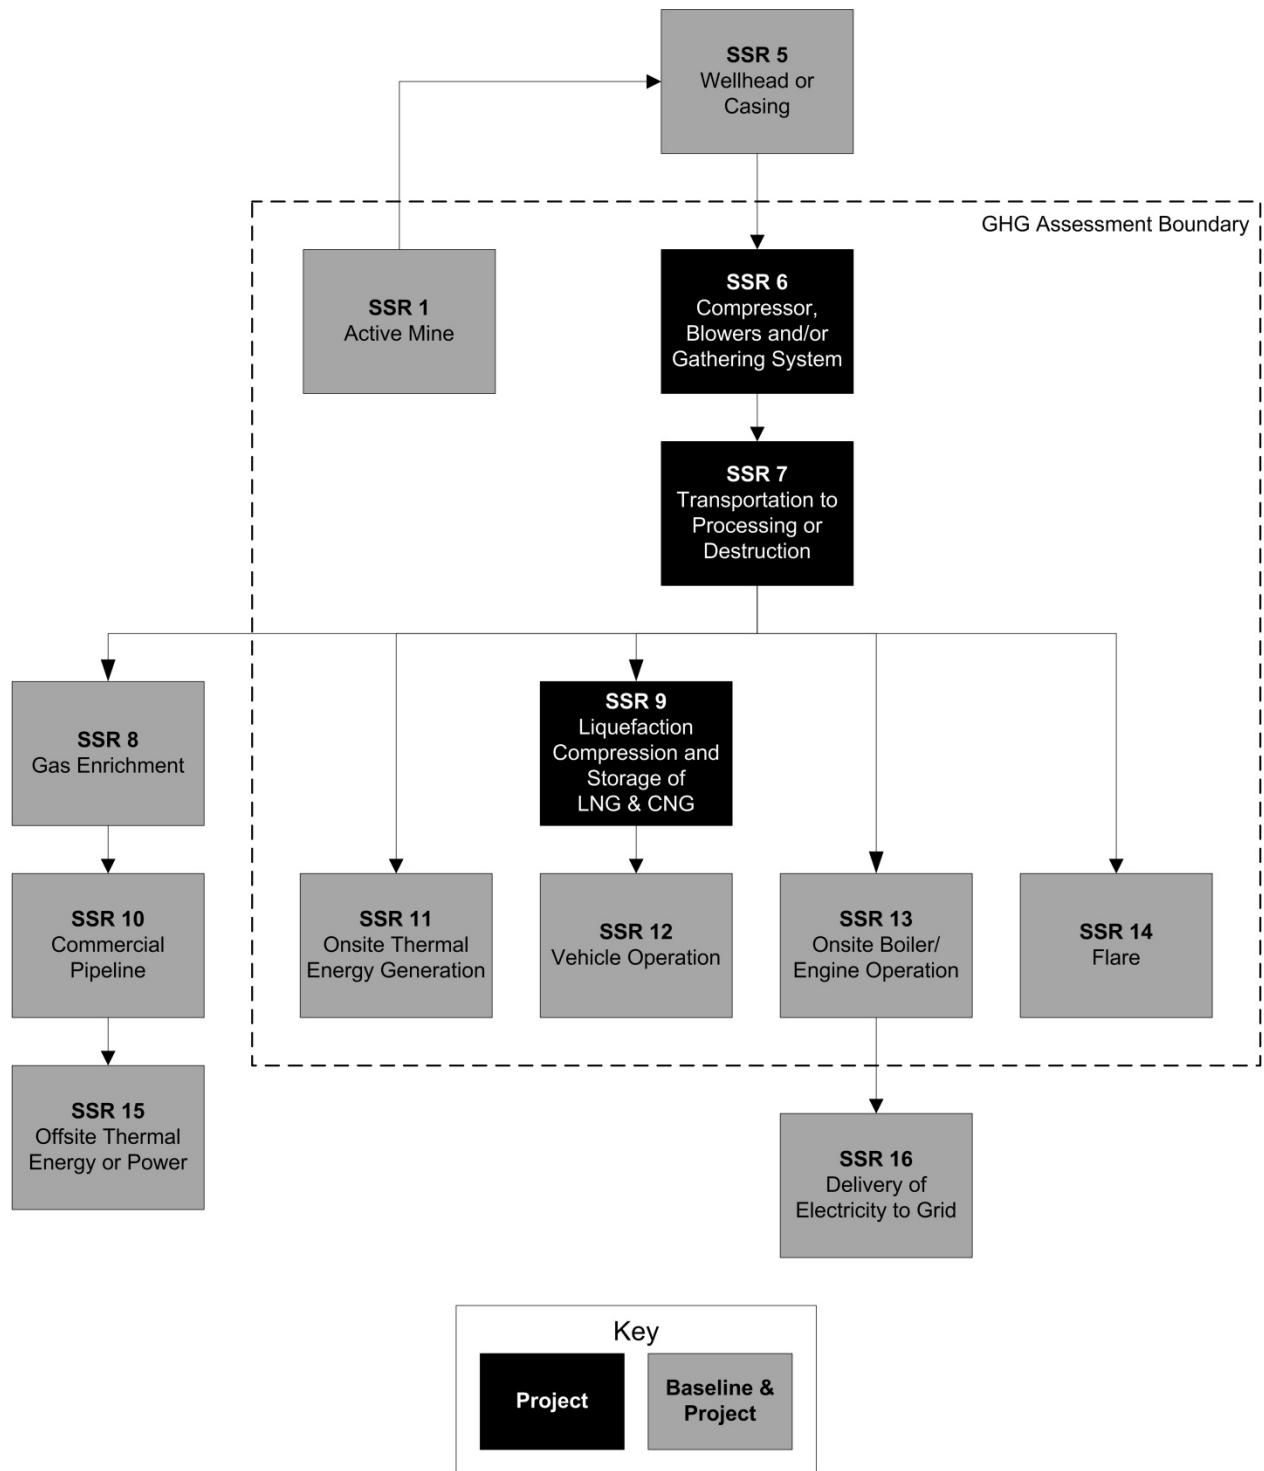 SSR 5
Wellhead or
Casing
GHG Assessment Boundary
SSR 1
Active Mine
SSR 6
Compressor,
Blowers and/or
Gathering System
SSR 7
Transportation to
Processing or
Destruction
SSR 8
Gas Enrichment
SSR 9
Liquefaction
Compression and
Storage of
LNG & CNG
SSR 10
Commercial
Pipeline
SSR 11
Onsite Thermal
Energy Generation
SSR 12
Vehicle Operation
SSR 13
Onsite Boiler/
Engine Operation
SSR 14
Flare
SSR 15
Offsite Thermal
Energy or Power
SSR 16
Delivery of
Electricity to Grid
Key
Project
Baseline &
Project